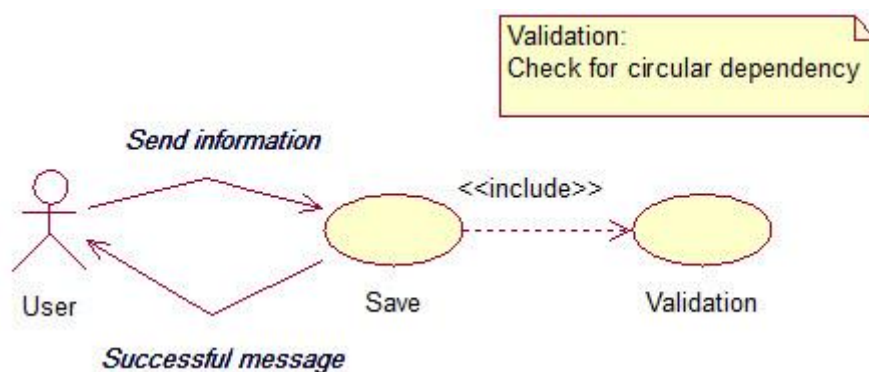 Validation:
Check for circular dependency
Send information
<<include>>
User
Save
Validation
Successful message